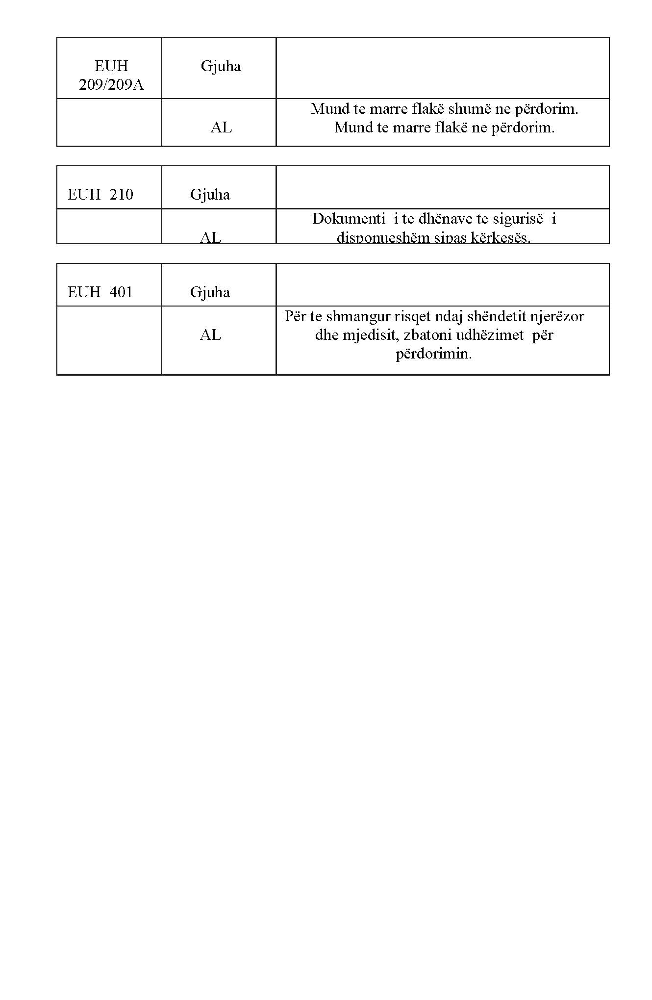 EUH Gjuha
209/209A
Mund te marre flakë shumë ne përdorim.
AL Mund te marre flakë ne përdorim.
EUH  210 Gjuha
Dokumenti  i te dhënave te sigurisë  i
AL disponueshëm sipas kërkesës.
EUH  401 Gjuha
Për te shmangur risqet ndaj shëndetit njerëzor
AL dhe mjedisit, zbatoni udhëzimet  për
përdorimin.